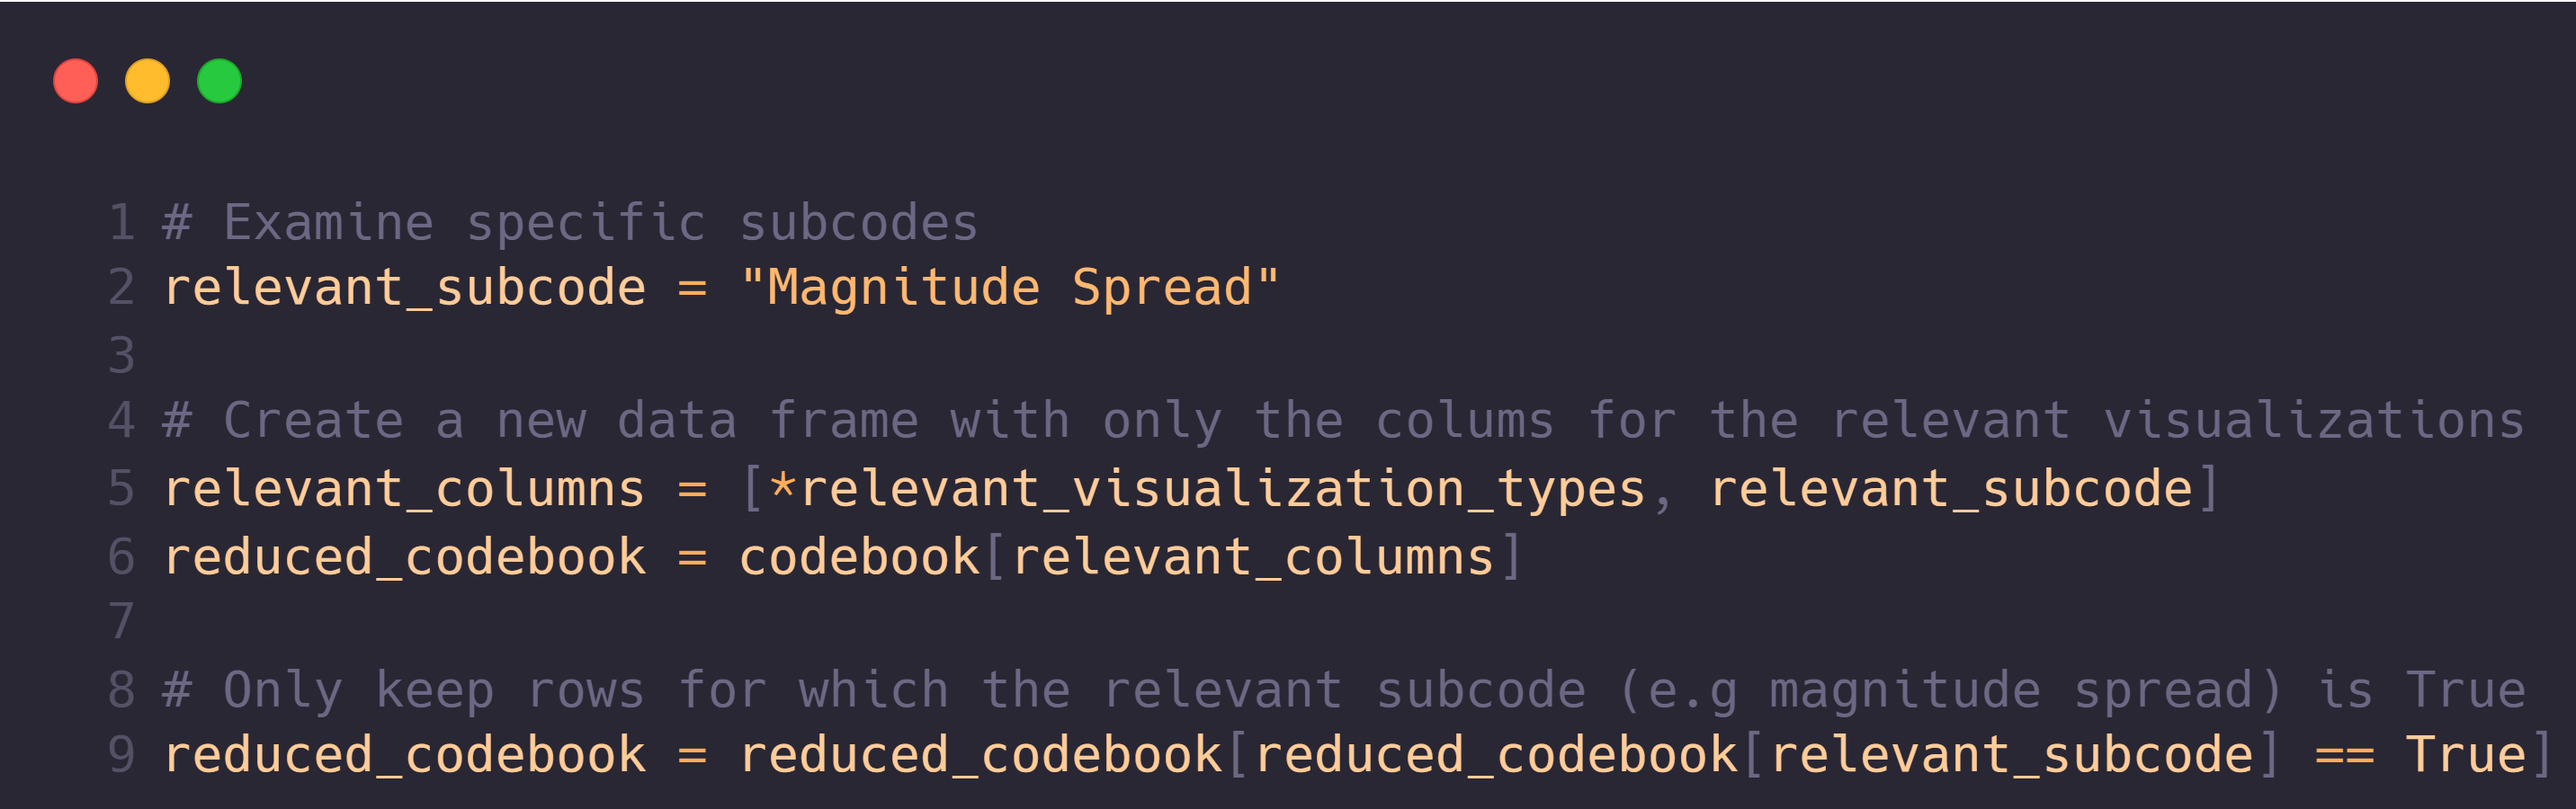 1 # Examine specific subcodes
2 relevant_subcode = "Magnitude Spread"
3
4 # Create a new data frame with only the colums for the relevant visualizations
5 relevant_columns = [*relevant_visualization_types, relevant_subcode]
6 reduced_codebook = codebook[relevant_columns]
7
8 # Only keep rows for which the relevant subcode (e.g magnitude spread) is True
9 reduced_codebook = reduced_codebook[reduced_codebook[relevant_subcode] == True]